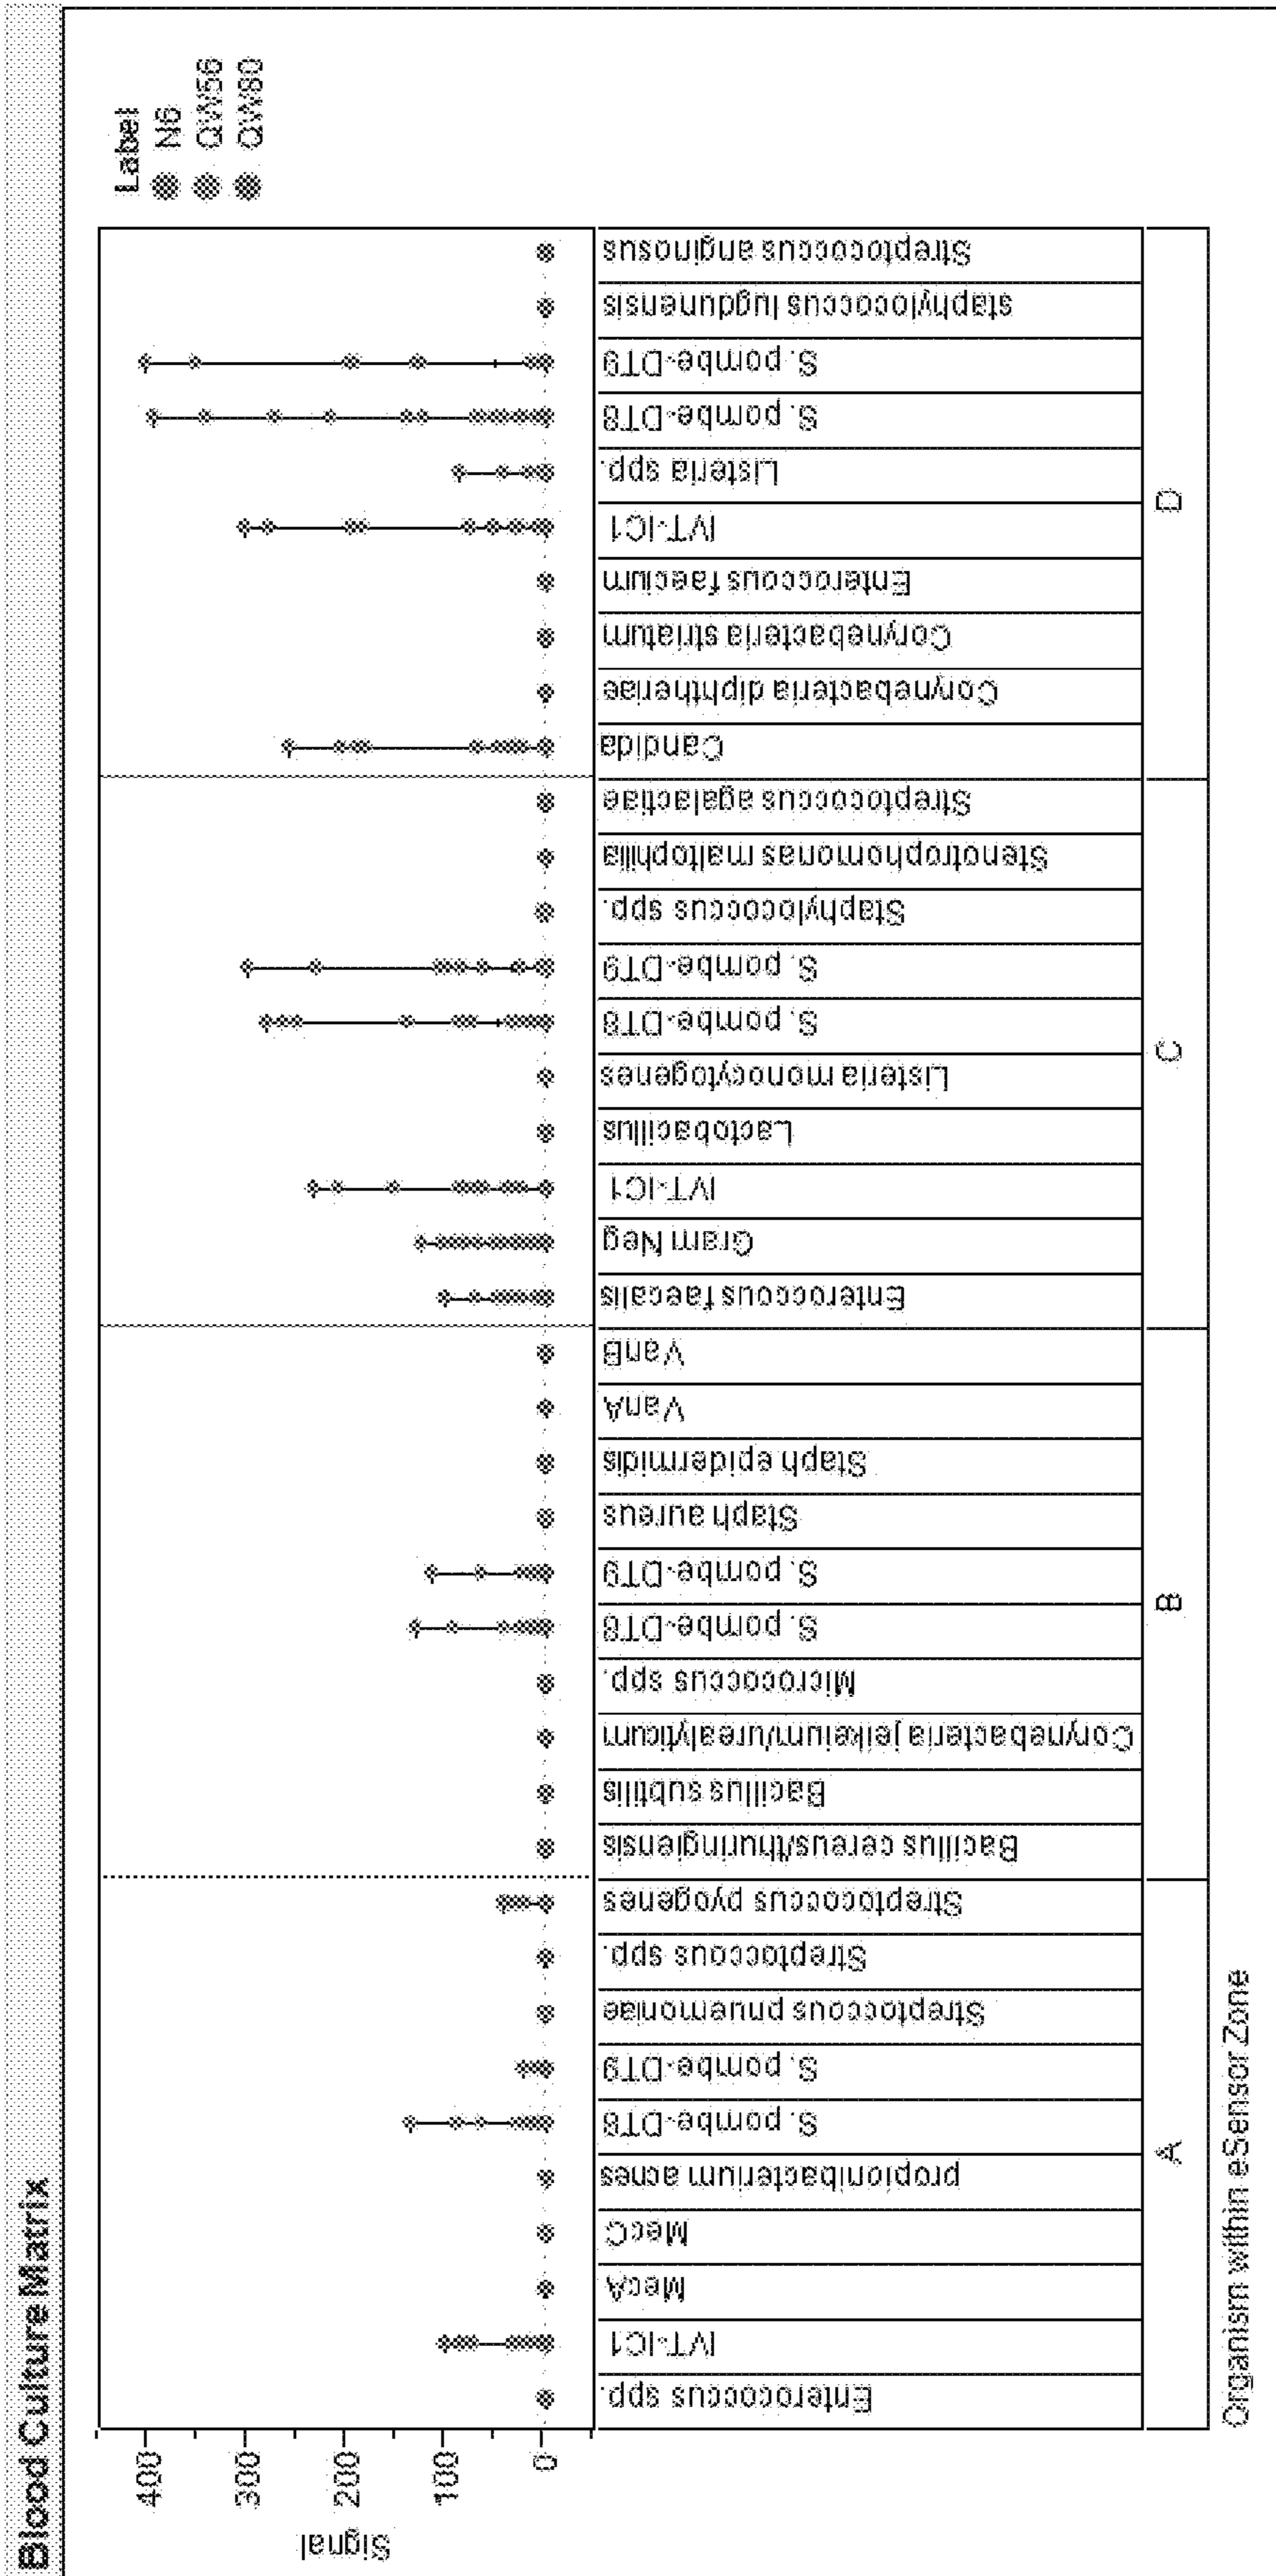 Blood Culture Matrix
Signal
400
300
200
100
0
Label
N6
QW56
QW80
Enterococcus spp.
IVT-IC1
MecA
MecC
propionibacterium acnes
S. pombe-DT8
S. pombe-DT9
Streptoccous pnuemoniae
Streptoccous spp.
Streptococcus pyogenes
Bacillus cereus/thuringiensis
Bacillus subtilis
Corynebacteria jeikeium/urealyticum
Micrococcus spp.
S. pombe-DT8
S. pombe-DT9
Staph aureus
Staph epidermidis
VanA
VanB
Enteroccous faecalis
Gram Neg
IVT-IC1
Lactobacillus
Listeria monocytogenes
S. pombe-DT8
S. pombe-DT9
Staphylococcus spp.
Stenotrophomonas maltophilia
Streptococcus agalactiae
Candida
Corynebacteria diphtheriae
Corynebacteria striatum
Enteroccous faecium
IVT-IC1
Listeria spp.
S. pombe-DT8
S. pombe-DT9
staphylococcus lugdunensis
Streptococcus anginosus
A
B
C
D
Organism within eSensor Zone